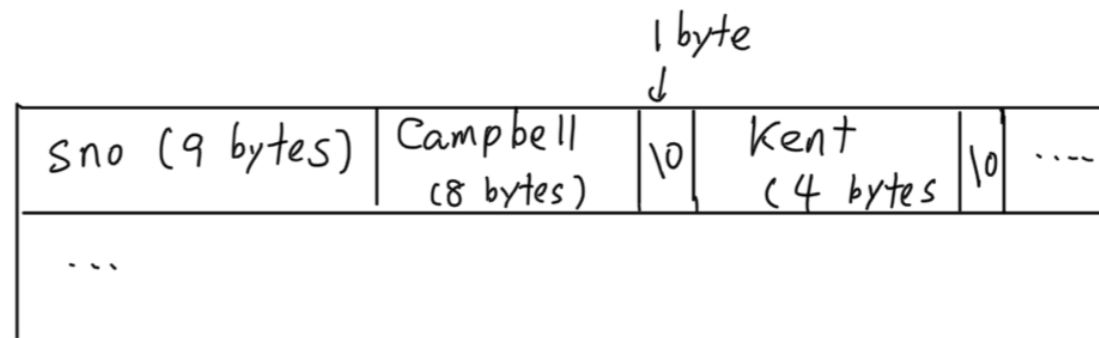 1 byte
sno (9 bytes)
Campbell
(8 bytes)
\0
Kent
(4 bytes
\0
....
...